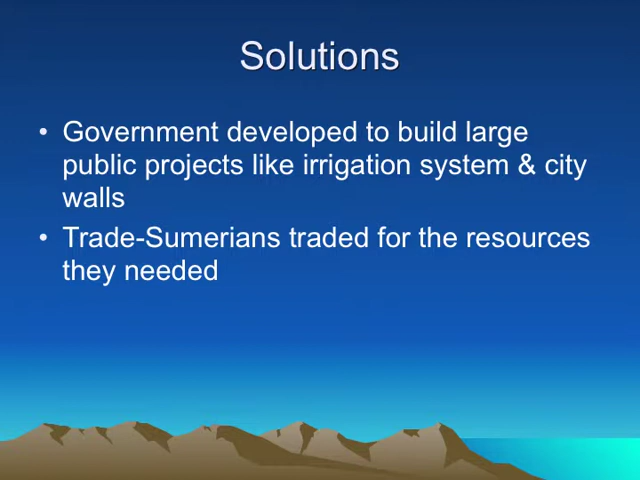 Solutions
• Government developed to build large
public projects like irrigation system & city
walls
• Trade-Sumerians traded for the resources
they needed